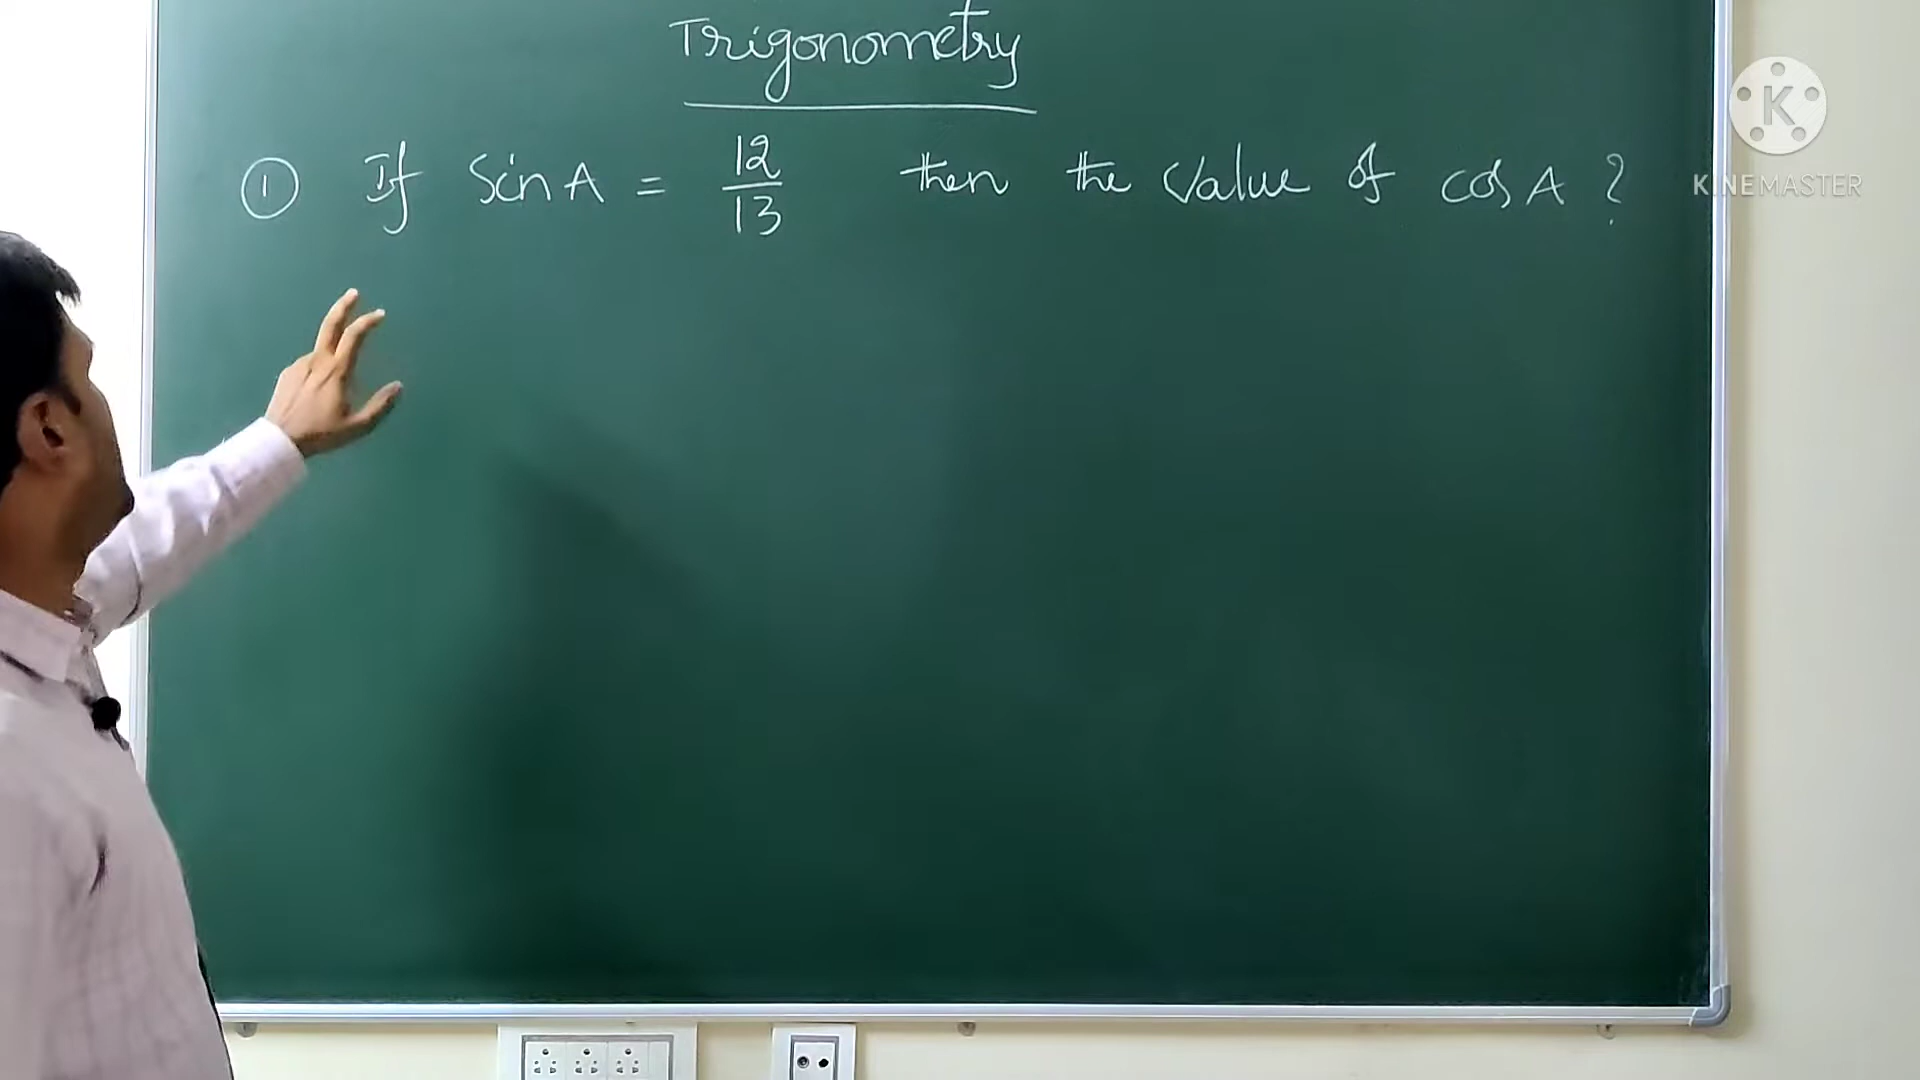 Trigonometry
① If Sin A = 12/13 then the value of cos A ?
K
KINEMASTER